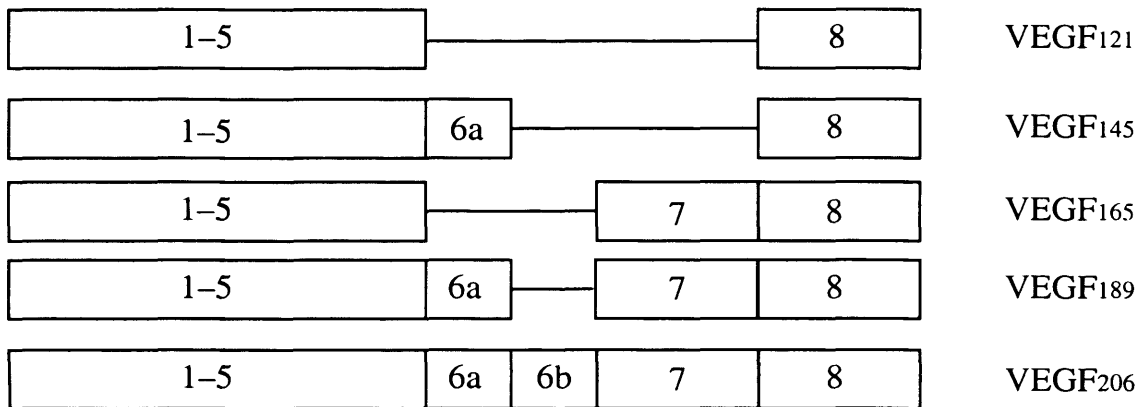 1–5 8 VEGF121
1–5 6a 8 VEGF145
1–5 7 8 VEGF165
1–5 6a 7 8 VEGF189
1–5 6a 6b 7 8 VEGF206